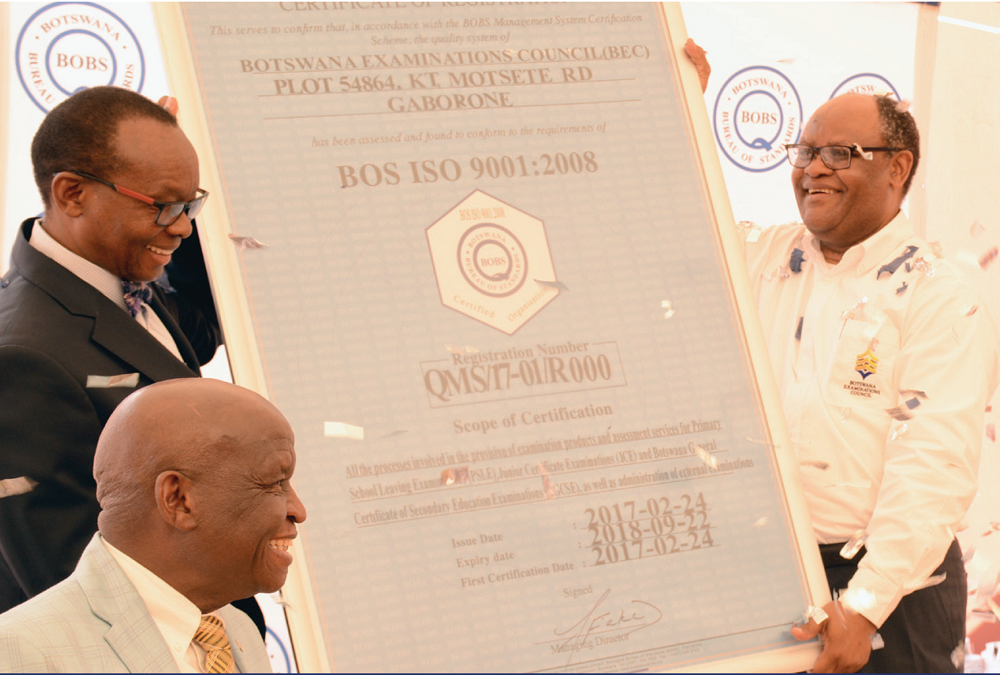 CERTIFICATE OF REGISTRATION
This serves to confirm that, in accordance with the BOBS Management System Certification
Scheme, the quality system of
BOTSWANA EXAMINATIONS COUNCIL(BEC)
PLOT 54864, KT, MOTSETE RD
GABORONE
has been assessed and found to conform to the requirements of
BOS ISO 9001:2008
BOS ISO 9001:2008
BOTSWANA
BOBS
BUREAU OF STANDARDS
Certified Organisation
Registration Number
QMS/17-01/R000
Scope of Certification
All the processes involved in the provision of examination products and assessment services for Primary
School Leaving (PSLE) Junior Certificate Examinations (JCE) and Botswana General
Certificate of Secondary Education Examinations (BGCSE), as well as administration of external examinations
Issue Date : 2017-02-24
Expiry date : 2018-09-22
First Certification Date : 2017-02-24
Signed
Managing Director
BOTSWANA
BOBS
BUREAU STANDARDS
BOTSWANA
BOBS
BUREAU OF STANDARDS
BOTSWANA
BOTSWANA
EXAMINATIONS
COUNCIL